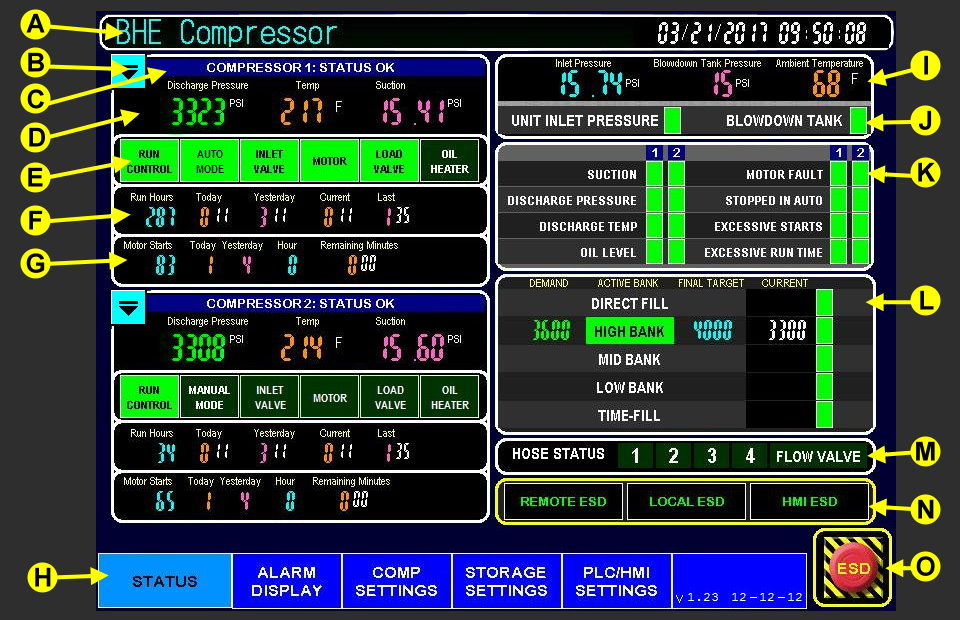 A
BHE Compressor 03/21/2017 09:50:08
B
C
COMPRESSOR 1: STATUS OK
D
Discharge Pressure Temp Suction
3323 PSI 217 F 15.41 PSI
E
RUN CONTROL AUTO MODE INLET VALVE MOTOR LOAD VALVE OIL HEATER
F
Run Hours Today Yesterday Current Last
287 0 11 3 11 0 11 1 35
G
Motor Starts Today Yesterday Hour Remaining Minutes
83 1 4 0 0 00
COMPRESSOR 2: STATUS OK
Discharge Pressure Temp Suction
3308 PSI 214 F 15.60 PSI
RUN CONTROL MANUAL MODE INLET VALVE MOTOR LOAD VALVE OIL HEATER
Run Hours Today Yesterday Current Last
34 0 11 3 11 0 11 1 35
Motor Starts Today Yesterday Hour Remaining Minutes
65 1 4 0 0 00
Inlet Pressure Blowdown Tank Pressure Ambient Temperature
15.74 PSI 15 PSI 68 F
I
UNIT INLET PRESSURE BLOWDOWN TANK
J
1 2 1 2
K
SUCTION MOTOR FAULT
DISCHARGE PRESSURE STOPPED IN AUTO
DISCHARGE TEMP EXCESSIVE STARTS
OIL LEVEL EXCESSIVE RUN TIME
DEMAND ACTIVE BANK FINAL TARGET CURRENT
L
DIRECT FILL
3600 HIGH BANK 4000 3300
MID BANK
LOW BANK
TIME-FILL
HOSE STATUS 1 2 3 4 FLOW VALVE
M
REMOTE ESD LOCAL ESD HMI ESD
N
H
STATUS
ALARM DISPLAY
COMP SETTINGS
STORAGE SETTINGS
PLC/HMI SETTINGS
v 1.23 12-12-12
ESD
O